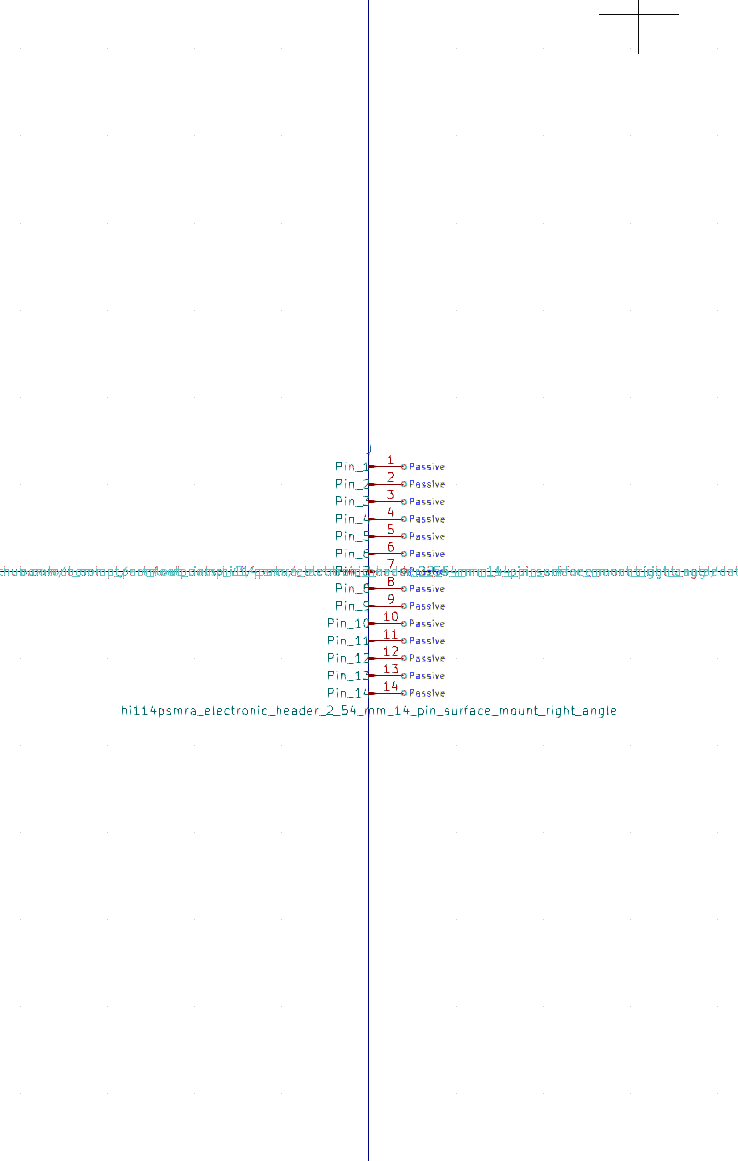 J
Pin_1 1 Passive
Pin_2 2 Passive
Pin_3 3 Passive
Pin_4 4 Passive
Pin_5 5 Passive
Pin_6 6 Passive
7
Pin_8 8 Passive
Pin_9 9 Passive
Pin_10 10 Passive
Pin_11 11 Passive
Pin_12 12 Passive
Pin_13 13 Passive
Pin_14 14 Passive
hi114psmra_electronic_header_2_54_mm_14_pin_surface_mount_right_angle